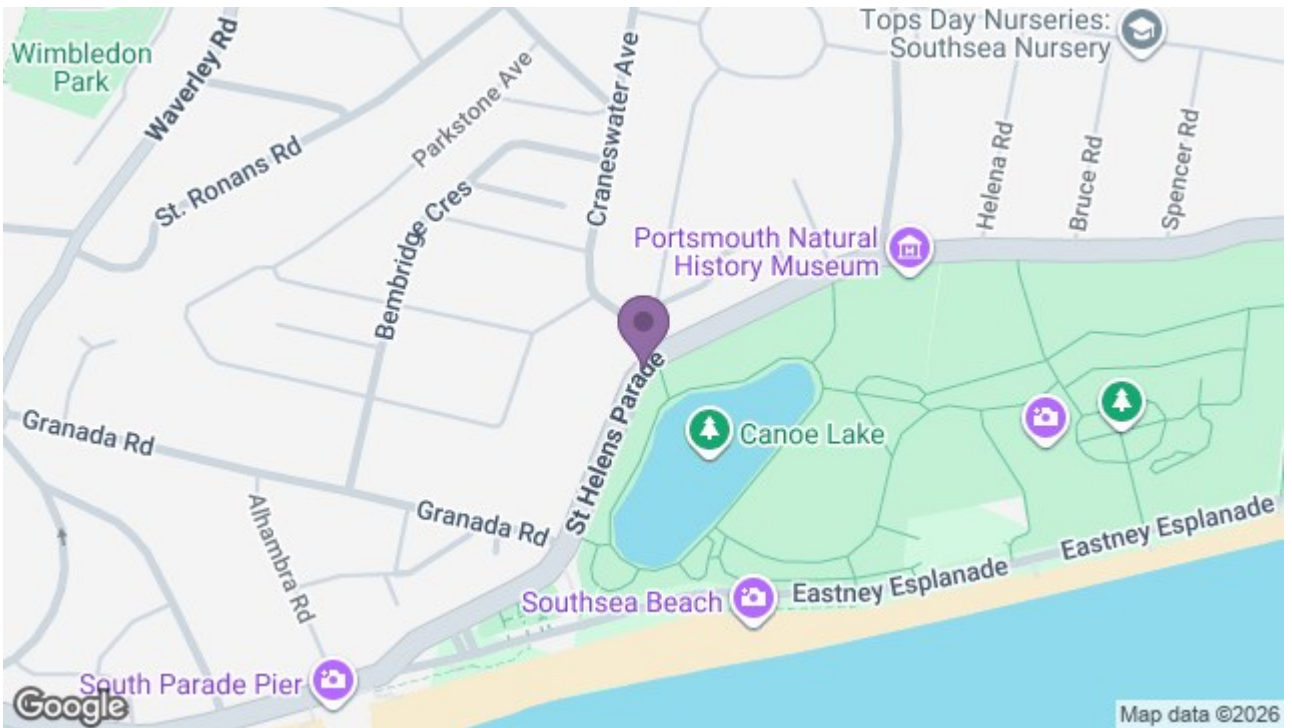 Wimbledon
Park
Waverley Rd
St. Ronans Rd
Parkstone Ave
Craneswater Ave
Tops Day Nurseries:
Southsea Nursery
Helena Rd
Bruce Rd
Spencer Rd
Bembridge Cres
Portsmouth Natural
History Museum
St Helens Parade
Canoe Lake
Granada Rd
Granada Rd
Alhambra Rd
Southsea Beach
Eastney Esplanade
Eastney Esplanade
South Parade Pier
Google
Map data ©2026